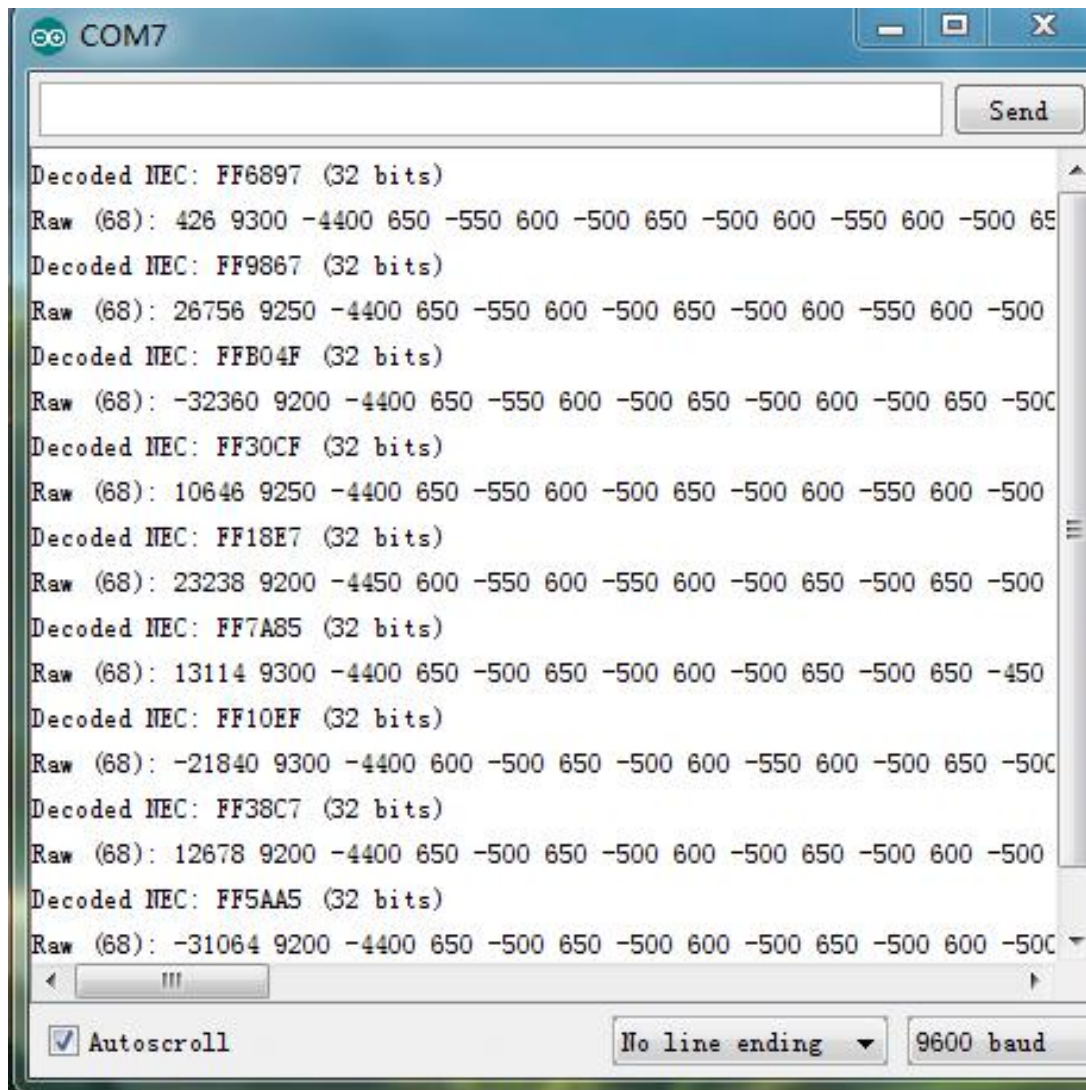 COM7
Send
Decoded NEC: FF6897 (32 bits)
Raw (68): 426 9300 -4400 650 -550 600 -500 650 -500 600 -550 600 -500 65
Decoded NEC: FF9867 (32 bits)
Raw (68): 26756 9250 -4400 650 -550 600 -500 650 -500 600 -550 600 -500
Decoded NEC: FFB04F (32 bits)
Raw (68): -32360 9200 -4400 650 -550 600 -500 650 -500 600 -500 650 -500
Decoded NEC: FF30CF (32 bits)
Raw (68): 10646 9250 -4400 650 -550 600 -500 650 -500 600 -550 600 -500
Decoded NEC: FF18E7 (32 bits)
Raw (68): 23238 9200 -4450 600 -550 600 -550 600 -500 650 -500 650 -500
Decoded NEC: FF7A85 (32 bits)
Raw (68): 13114 9300 -4400 650 -500 650 -500 600 -500 650 -500 650 -450
Decoded NEC: FF10EF (32 bits)
Raw (68): -21840 9300 -4400 600 -500 650 -500 600 -550 600 -500 650 -500
Decoded NEC: FF38C7 (32 bits)
Raw (68): 12678 9200 -4400 650 -500 650 -500 600 -500 650 -500 600 -500
Decoded NEC: FF5AA5 (32 bits)
Raw (68): -31064 9200 -4400 650 -500 650 -500 600 -500 650 -500 600 -500
Autoscroll
No line ending
9600 baud